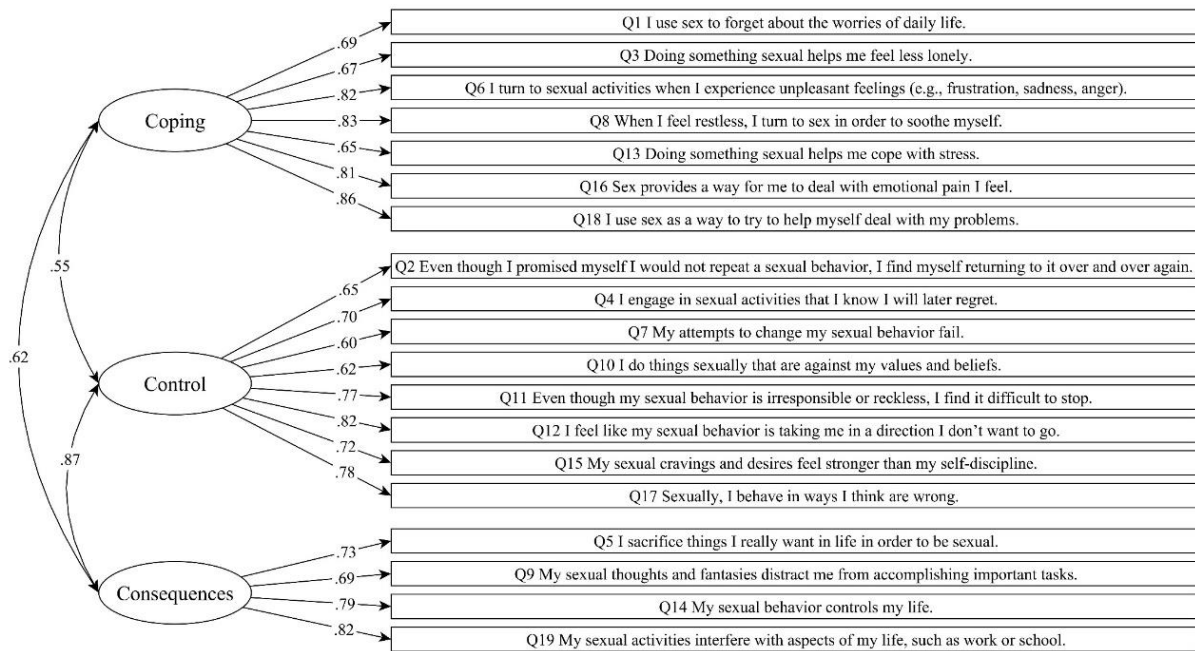 .69 Q1 I use sex to forget about the worries of daily life.
.67 Q3 Doing something sexual helps me feel less lonely.
.82 Q6 I turn to sexual activities when I experience unpleasant feelings (e.g., frustration, sadness, anger).
Coping .83 Q8 When I feel restless, I turn to sex in order to soothe myself.
.65 Q13 Doing something sexual helps me cope with stress.
.81 Q16 Sex provides a way for me to deal with emotional pain I feel.
.86 Q18 I use sex as a way to try to help myself deal with my problems.
.55
.65 Q2 Even though I promised myself I would not repeat a sexual behavior, I find myself returning to it over and over again.
.70 Q4 I engage in sexual activities that I know I will later regret.
.60 Q7 My attempts to change my sexual behavior fail.
.62
.62 Q10 I do things sexually that are against my values and beliefs.
Control .77 Q11 Even though my sexual behavior is irresponsible or reckless, I find it difficult to stop.
.82 Q12 I feel like my sexual behavior is taking me in a direction I don’t want to go.
.72 Q15 My sexual cravings and desires feel stronger than my self-discipline.
.87
.78 Q17 Sexually, I behave in ways I think are wrong.
.73 Q5 I sacrifice things I really want in life in order to be sexual.
.69 Q9 My sexual thoughts and fantasies distract me from accomplishing important tasks.
Consequences .79 Q14 My sexual behavior controls my life.
.82 Q19 My sexual activities interfere with aspects of my life, such as work or school.